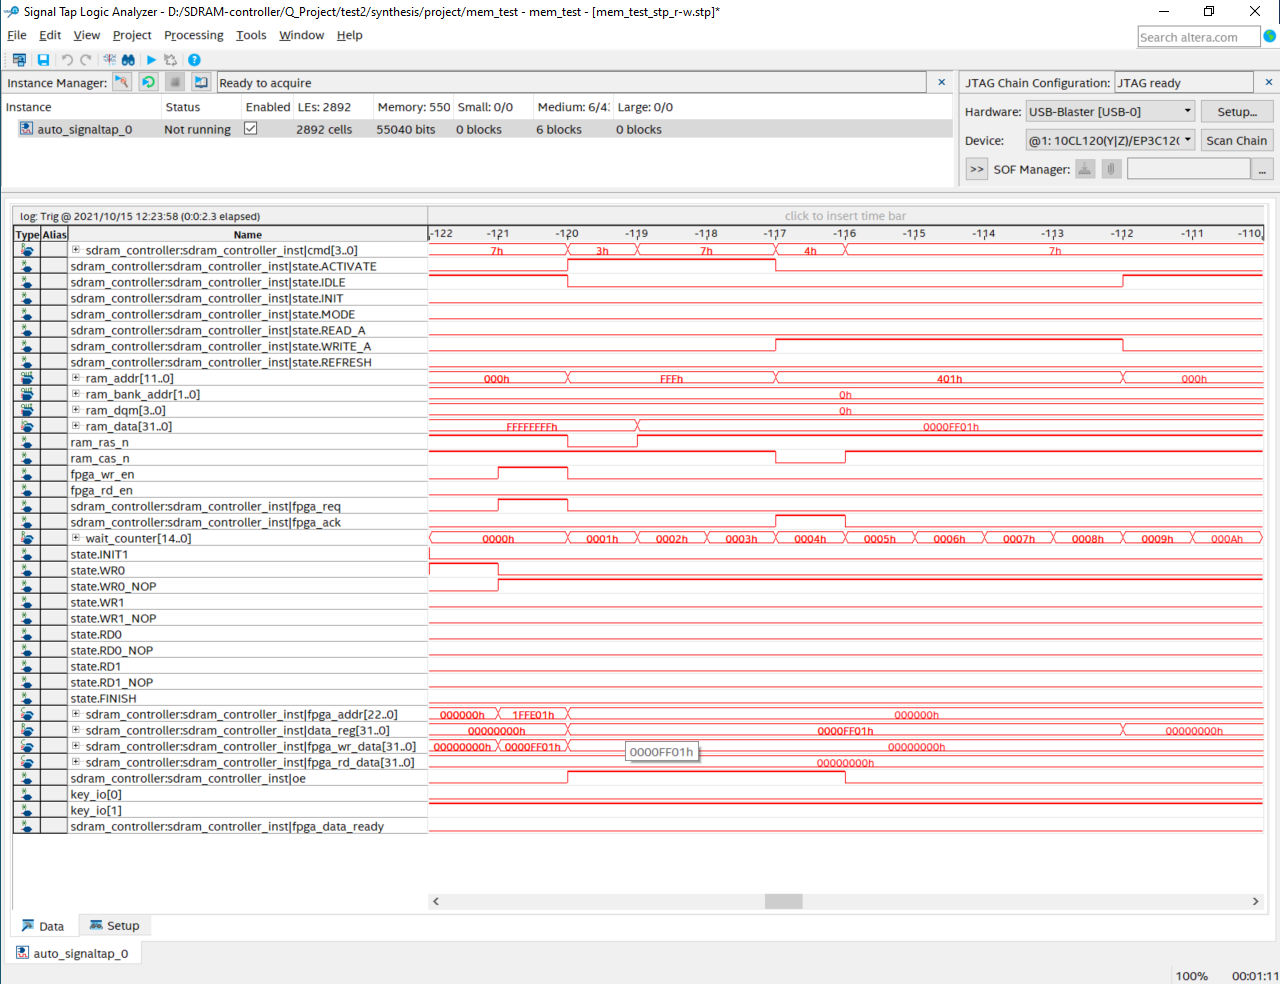 Signal Tap Logic Analyzer - D:/SDRAM-controller/Q_Project/test2/synthesis/project/mem_test - mem_test - [mem_test_stp_r-w.stp]*
File Edit View Project Processing Tools Window Help
Search altera.com
Instance Manager: Ready to acquire
JTAG Chain Configuration: JTAG ready
Instance Status Enabled LEs: 2892 Memory: 550 Small: 0/0 Medium: 6/4 Large: 0/0
auto_signaltap_0 Not running 2892 cells 55040 bits 0 blocks 6 blocks 0 blocks
Hardware: USB-Blaster [USB-0] Setup...
Device: @1: 10CL120(Y|Z)/EP3C12( Scan Chain
>> SOF Manager: ...
log: Trig @ 2021/10/15 12:23:58 (0:0:2.3 elapsed) click to insert time bar
Type Alias Name -122 -121 -120 -119 -118 -117 -116 -115 -114 -113 -112 -111 -110
sdram_controller:sdram_controller_inst|cmd[3..0] 7h 3h 7h 4h 7h
sdram_controller:sdram_controller_inst|state.ACTIVATE
sdram_controller:sdram_controller_inst|state.IDLE
sdram_controller:sdram_controller_inst|state.INIT
sdram_controller:sdram_controller_inst|state.MODE
sdram_controller:sdram_controller_inst|state.READ_A
sdram_controller:sdram_controller_inst|state.WRITE_A
sdram_controller:sdram_controller_inst|state.REFRESH
ram_addr[11..0] 000h FFFh 401h 000h
ram_bank_addr[1..0] 0h
ram_dqm[3..0] 0h
ram_data[31..0] FFFFFFFFh 0000FF01h
ram_ras_n
ram_cas_n
fpga_wr_en
fpga_rd_en
sdram_controller:sdram_controller_inst|fpga_req
sdram_controller:sdram_controller_inst|fpga_ack
wait_counter[14..0] 0000h 0001h 0002h 0003h 0004h 0005h 0006h 0007h 0008h 0009h 000Ah
state.INIT1
state.WR0
state.WR0_NOP
state.WR1
state.WR1_NOP
state.RD0
state.RD0_NOP
state.RD1
state.RD1_NOP
state.FINISH
sdram_controller:sdram_controller_inst|fpga_addr[22..0] 000000h 1FFE01h 000000h
sdram_controller:sdram_controller_inst|data_reg[31..0] 00000000h 0000FF01h 00000000h
sdram_controller:sdram_controller_inst|fpga_wr_data[31..0] 00000000h 0000FF01h 00000000h
0000FF01h
sdram_controller:sdram_controller_inst|fpga_rd_data[31..0] 00000000h
sdram_controller:sdram_controller_inst|oe
key_io[0]
key_io[1]
sdram_controller:sdram_controller_inst|fpga_data_ready
Data Setup
auto_signaltap_0
100% 00:01:11